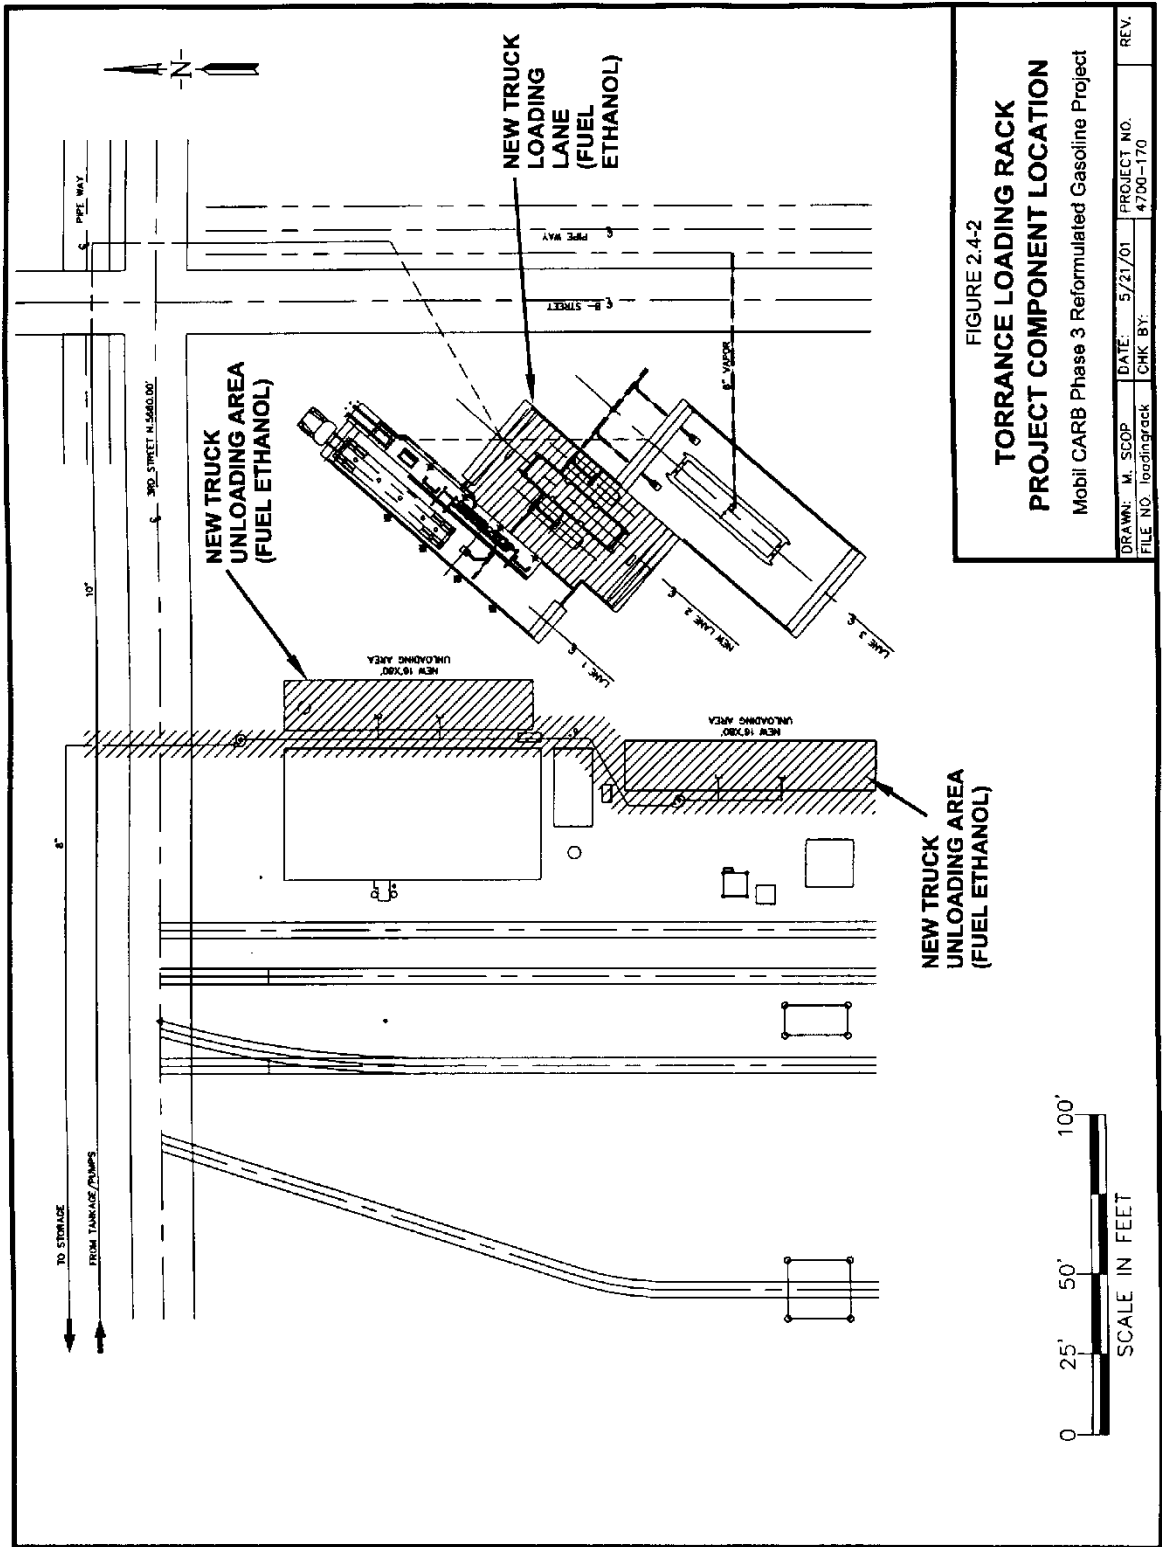 -N-
PIPE WAY
℄
10"
3RD STREET N.5680.00'
℄
8"
TO STORAGE
FROM TANKAGE/PUMPS
NEW TRUCK
UNLOADING AREA
(FUEL ETHANOL)
NEW TRUCK
LOADING
LANE
(FUEL
ETHANOL)
PIPE WAY
℄
B- STREET
℄
6" VAPOR
NEW 16'X80'
UNLOADING AREA
LANE 1
℄
NEW LANE 2
℄
LANE 3
℄
NEW 16'X80'
UNLOADING AREA
NEW TRUCK
UNLOADING AREA
(FUEL ETHANOL)
0 25' 50' 100'
SCALE IN FEET
FIGURE 2.4-2
TORRANCE LOADING RACK
PROJECT COMPONENT LOCATION
Mobil CARB Phase 3 Reformulated Gasoline Project
DRAWN: M. SCOP
DATE: 5/21/01
PROJECT NO.
4700-170
REV.
FILE NO. loadingrack
CHK BY: